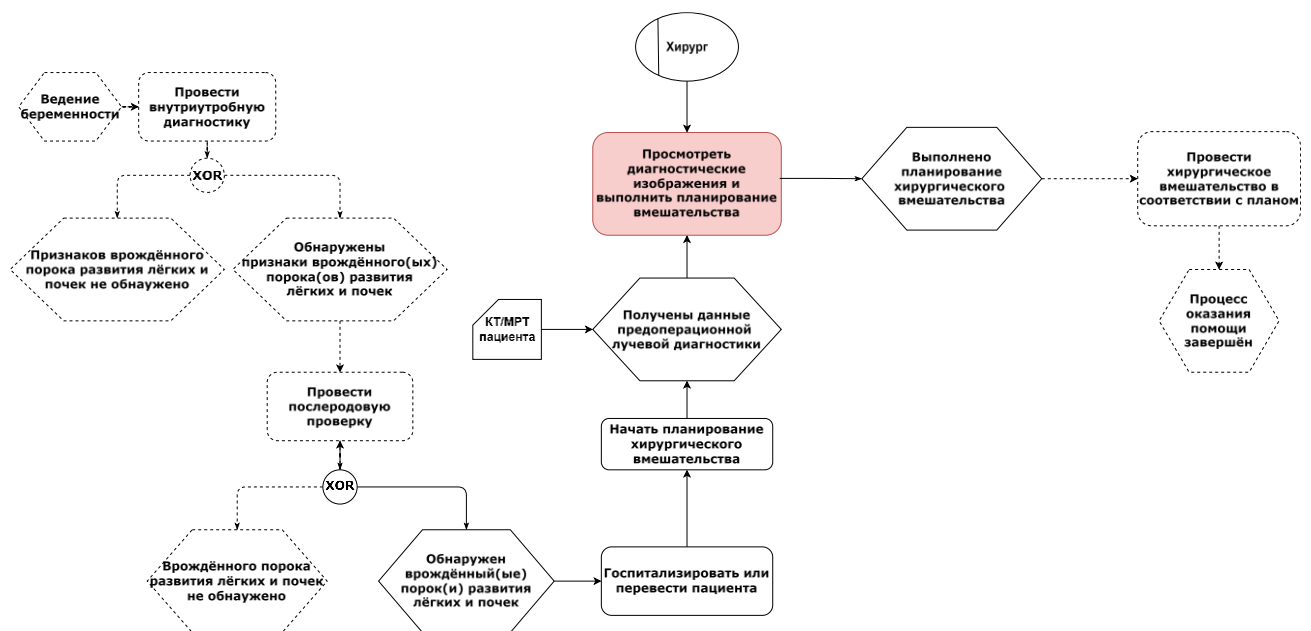 Хирург
Ведение
беременности
Провести
внутриутробную
диагностику
XOR
Признаков врождённого
порока развития лёгких и
почек не обнаужено
Обнаружены
признаки врождённого(ых)
порока(ов) развития
лёгких и почек
Провести
послеродовую
проверку
XOR
Врождённого порока
развития лёгких и почек
не обнаужено
Обнаружен
врождённый(ые)
порок(и) развития
лёгких и почек
Госпитализировать или
перевести пациента
Начать планирование
хирургического
вмешательства
КТ/МРТ
пациента
Получены данные
предоперационной
лучевой диагностики
Просмотреть
диагностические
изображения и
выполнить планирование
вмешательства
Выполнено
планирование
хирургического
вмешательства
Провести
хирургическое
вмешательство в
соответствии с планом
Процесс
оказания
помощи
завершён